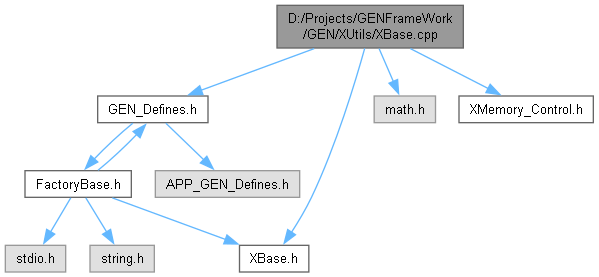 D:/Projects/GENFrameWork
/GEN/XUtils/XBase.cpp
GEN_Defines.h
math.h
XMemory_Control.h
FactoryBase.h
APP_GEN_Defines.h
stdio.h
string.h
XBase.h